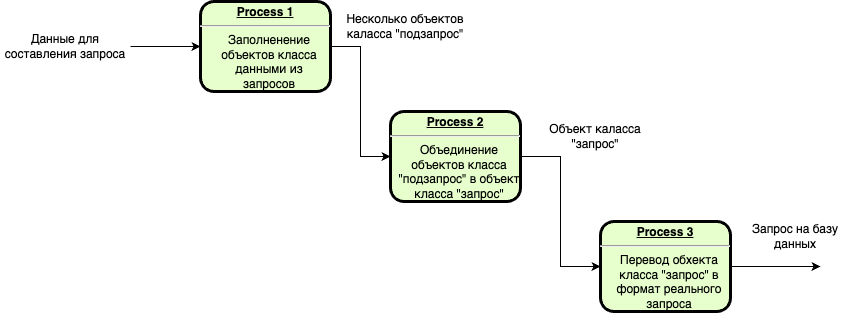 Process 1
Несколько объектов
каласса "подзапрос"
Данные для
составления запроса
Заполненение
объектов класса
данными из
запросов
Process 2
Объект каласса
"запрос"
Объединение
объектов класса
"подзапрос" в объект
класса "запрос"
Process 3
Запрос на базу
данных
Перевод обхекта
класса "запрос" в
формат реального
запроса